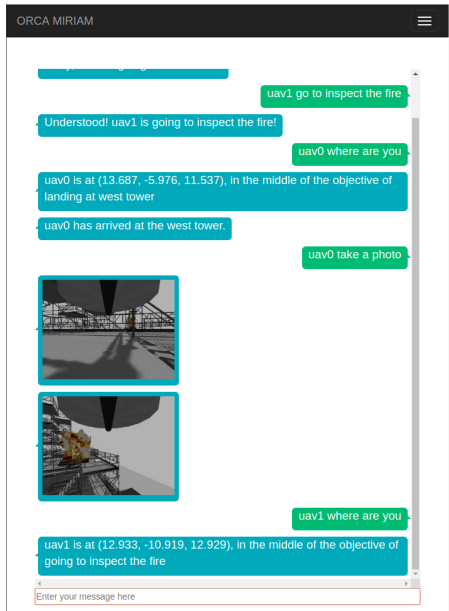 ORCA MIRIAM
uav1 go to inspect the fire
Understood! uav1 is going to inspect the fire!
uav0 where are you
uav0 is at (13.687, -5.976, 11.537), in the middle of the objective of
landing at west tower
uav0 has arrived at the west tower.
uav0 take a photo
uav1 where are you
uav1 is at (12.933, -10.919, 12.929), in the middle of the objective of
going to inspect the fire
Enter your message here